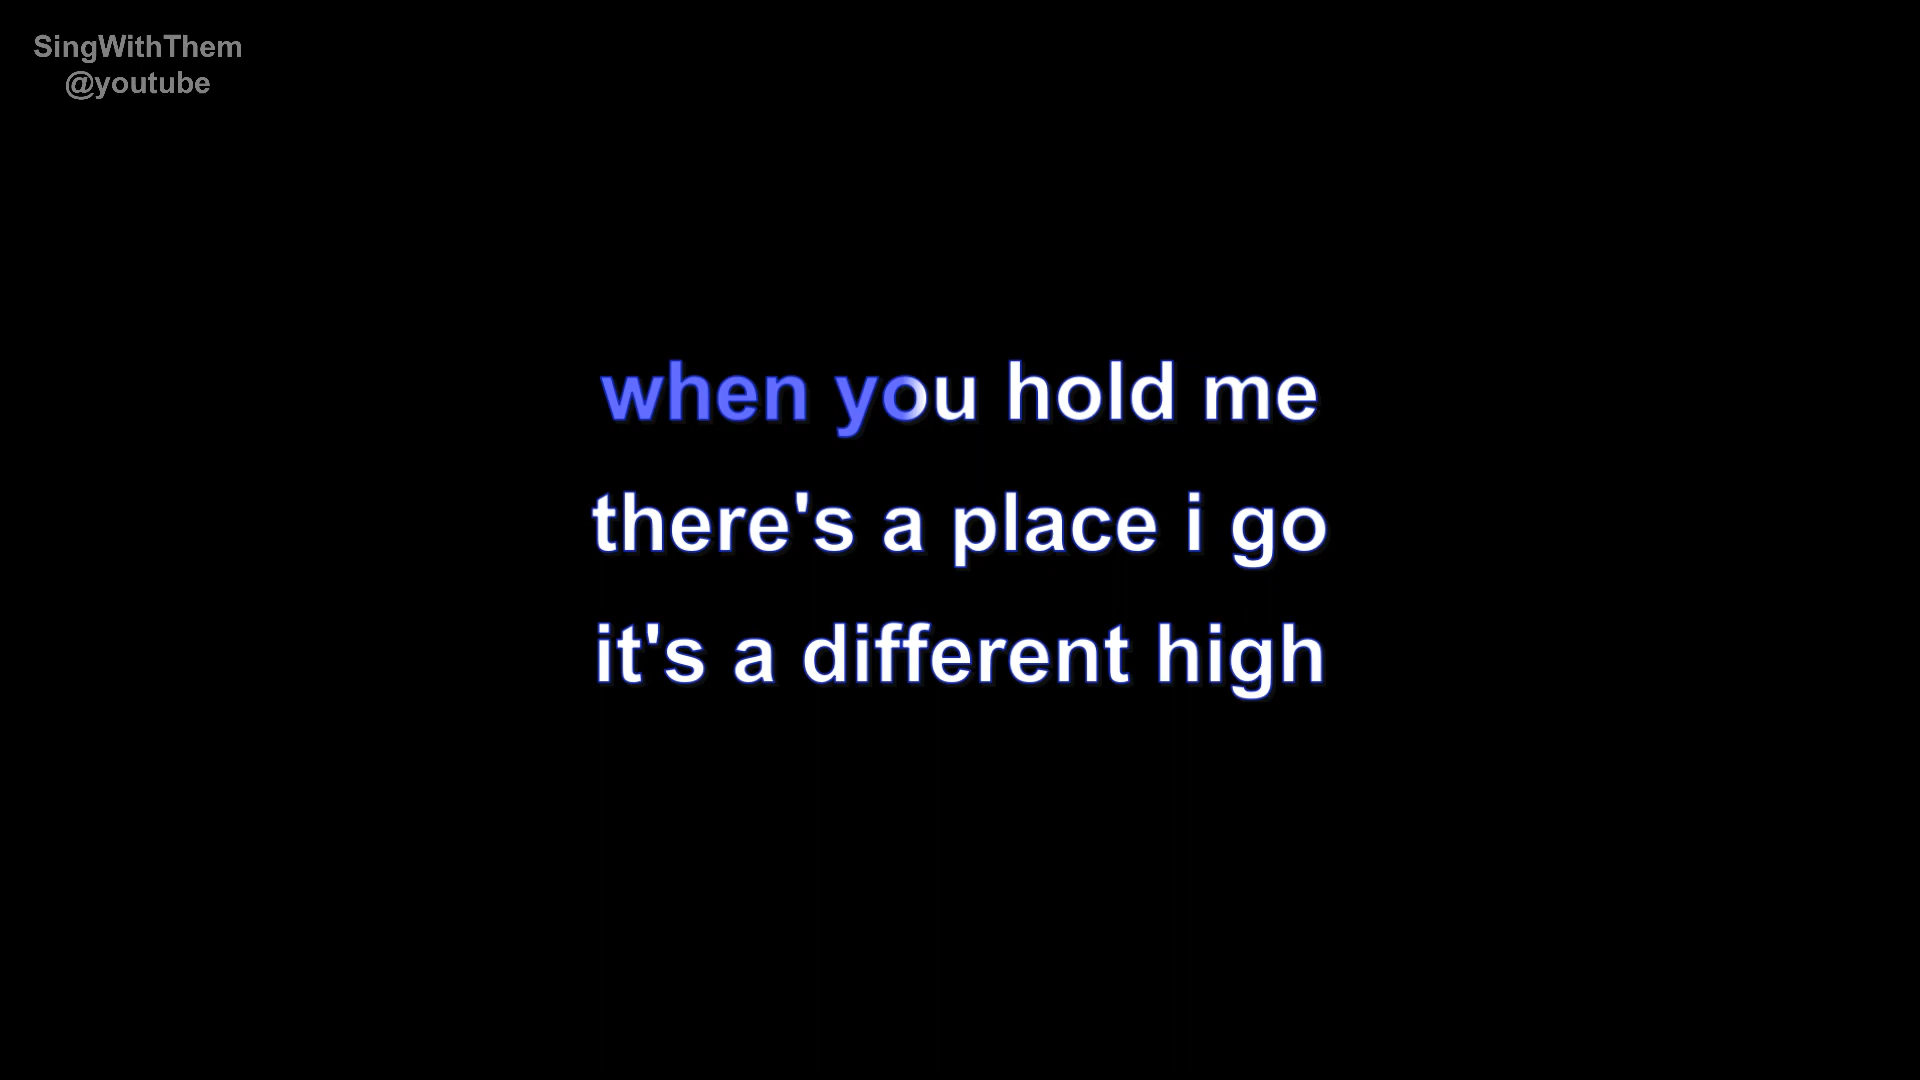 SingWithThem
@youtube
when you hold me
there's a place i go
it's a different high